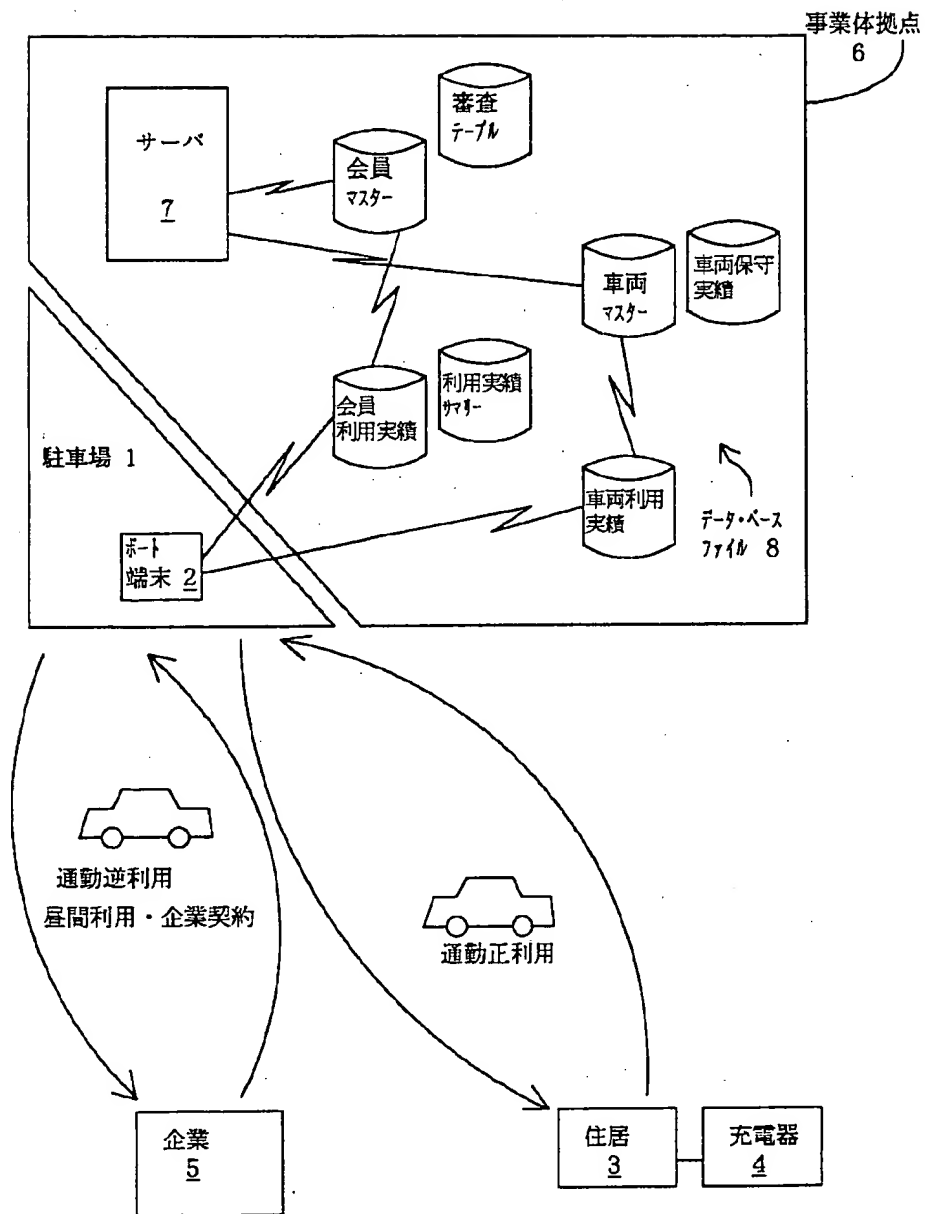 事業体拠点
6
審査
テーブル
サーバ
7
会員
マスター
車両
マスター
車両保守
実績
会員
利用実績
利用実績
サマリー
駐車場 1
車両利用
実績
データ・ベース
ファイル 8
ポート
端末 2
通勤逆利用
昼間利用・企業契約
通勤正利用
企業
5
住居
3
充電器
4